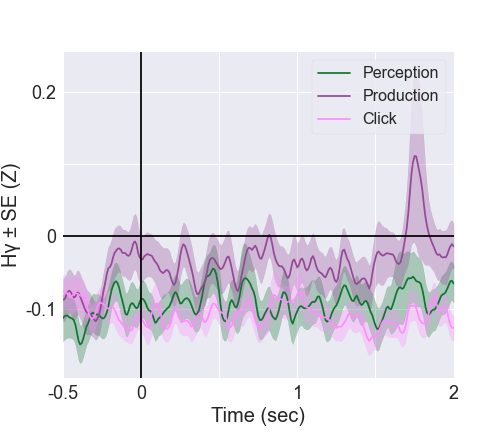 Perception
Production
Click
0.2
0
-0.1
Hγ ± SE (Z)
-0.5 0 1 2
Time (sec)